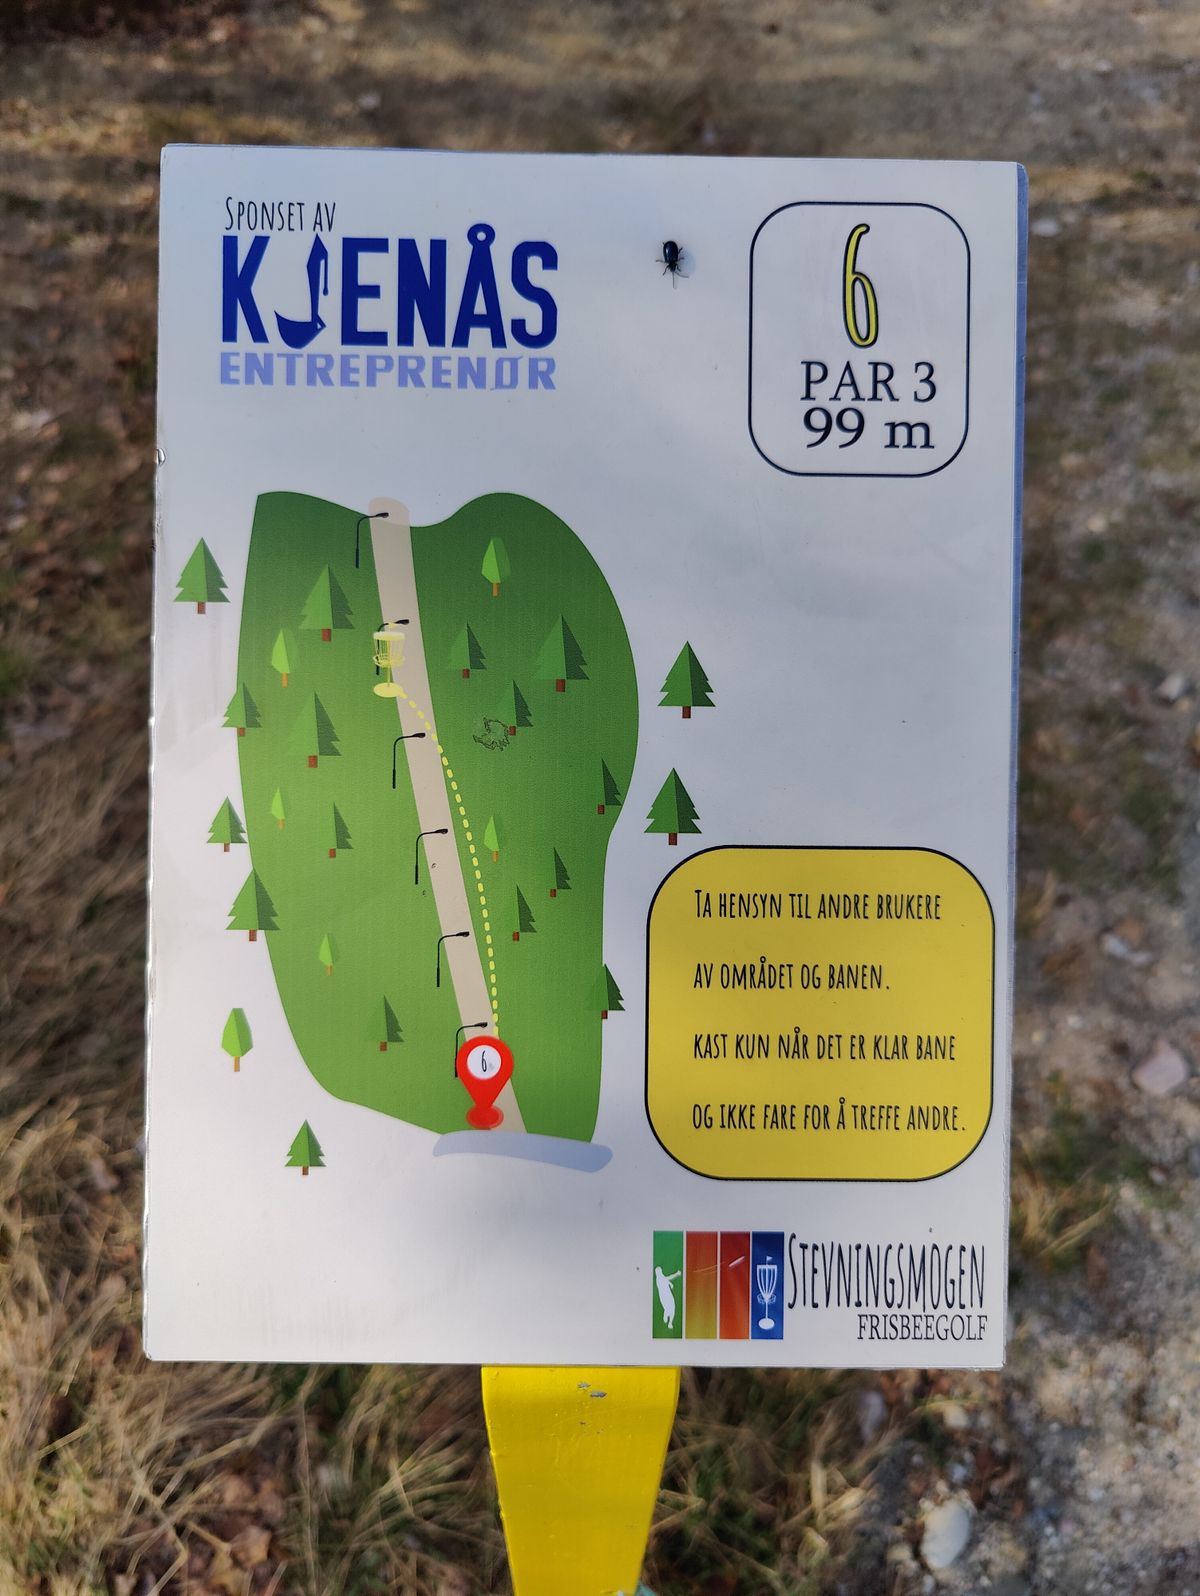 SPONSET AV
KJENÅS
ENTREPRENØR
6
PAR 3
99 m
6
TA HENSYN TIL ANDRE BRUKERE
AV OMRÅDET OG BANEN.
KAST KUN NÅR DET ER KLAR BANE
OG IKKE FARE FOR Å TREFFE ANDRE.
STEVNINGSMOGEN
FRISBEEGOLF